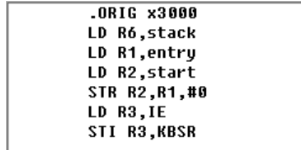 .ORIG x3000
LD R6,stack
LD R1,entry
LD R2,start
STR R2,R1,#0
LD R3,IE
STI R3,KBSR